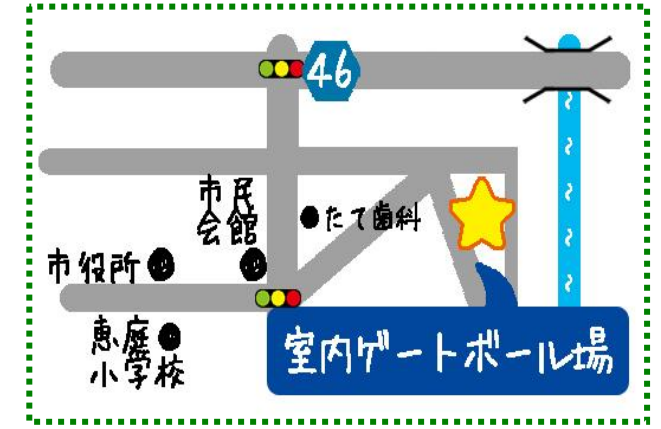 46
市民
会館
たて歯科
市役所
恵庭
小学校
室内ゲートボール場